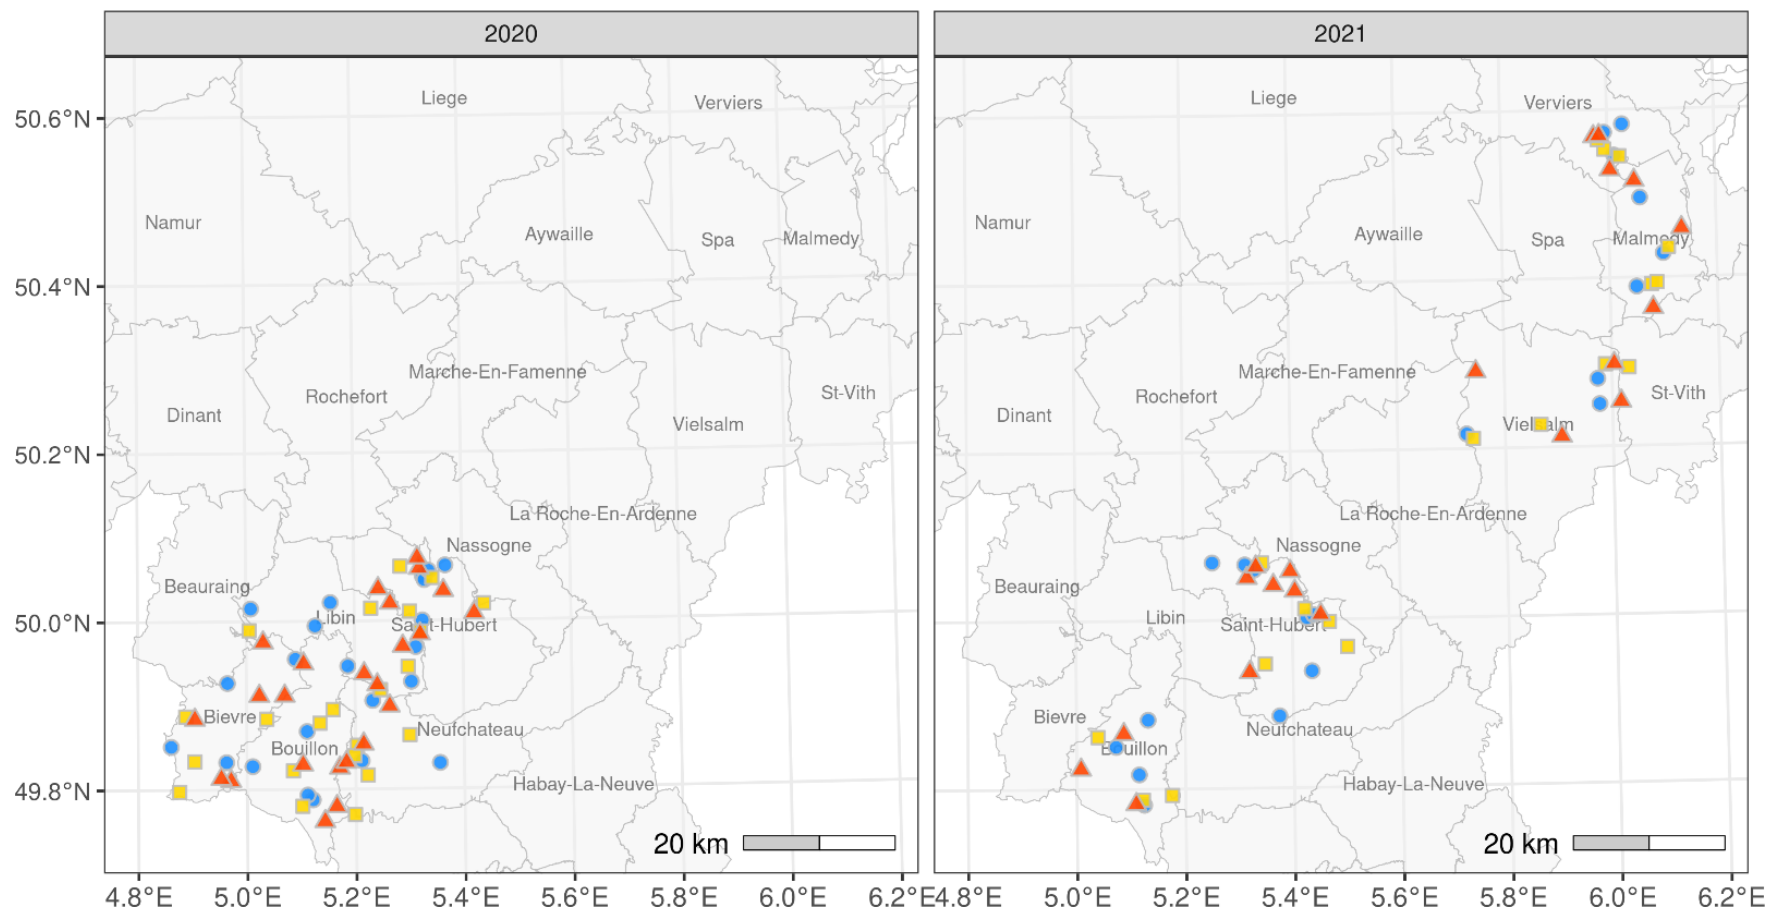 2020
2021
50.6°N
50.4°N
50.2°N
50.0°N
49.8°N
Liege
Verviers
Namur
Aywaille
Spa
Malmedy
Marche-En-Famenne
Rochefort
St-Vith
Dinant
Vielsalm
La Roche-En-Ardenne
Nassogne
Beauraing
Libin
Saint-Hubert
Bievre
Neufchateau
Bouillon
Habay-La-Neuve
20 km
4.8°E 5.0°E 5.2°E 5.4°E 5.6°E 5.8°E 6.0°E 6.2°E
Liege
Verviers
Namur
Aywaille
Spa
Malmedy
Marche-En-Famenne
Rochefort
St-Vith
Dinant
Vielsalm
La Roche-En-Ardenne
Nassogne
Beauraing
Libin
Saint-Hubert
Bievre
Neufchateau
Bouillon
Habay-La-Neuve
20 km
4.8°E 5.0°E 5.2°E 5.4°E 5.6°E 5.8°E 6.0°E 6.2°E